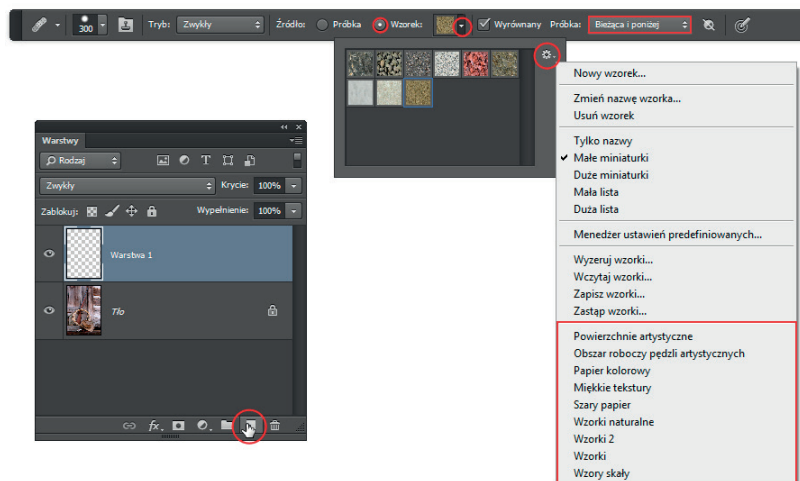 300 Tryb: Zwykły Źródło: Próbka Wzorek: Wyrównany Próbka: Bieżąca i poniżej
Nowy wzorek...
Zmień nazwę wzorka...
Usuń wzorek
Tylko nazwy
Małe miniaturki
Duże miniaturki
Mała lista
Duża lista
Menedżer ustawień predefiniowanych...
Wyzeruj wzorki...
Wczytaj wzorki...
Zapisz wzorki...
Zastąp wzorki...
Powierzchnie artystyczne
Obszar roboczy pędzli artystycznych
Papier kolorowy
Miękkie tekstury
Szary papier
Wzorki naturalne
Wzorki 2
Wzorki
Wzory skały
Warstwy
Rodzaj
Zwykły Krycie: 100%
Zablokuj: Wypełnienie: 100%
Warstwa 1
Tło
fx